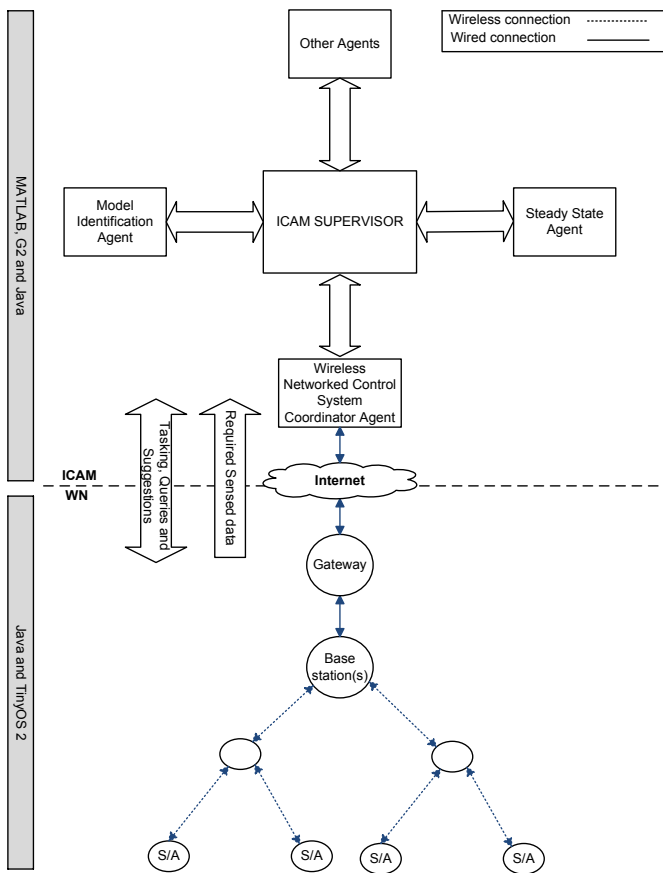 Wireless connection
Wired connection
Other Agents
MATLAB, G2 and Java
Model
Identification
Agent
ICAM SUPERVISOR
Steady State
Agent
Wireless
Networked Control
System
Coordinator Agent
Tasking, Queries and
Suggestions
Required Sensed data
Internet
ICAM
WN
Gateway
Java and TinyOS 2
Base
station(s)
S/A
S/A
S/A
S/A